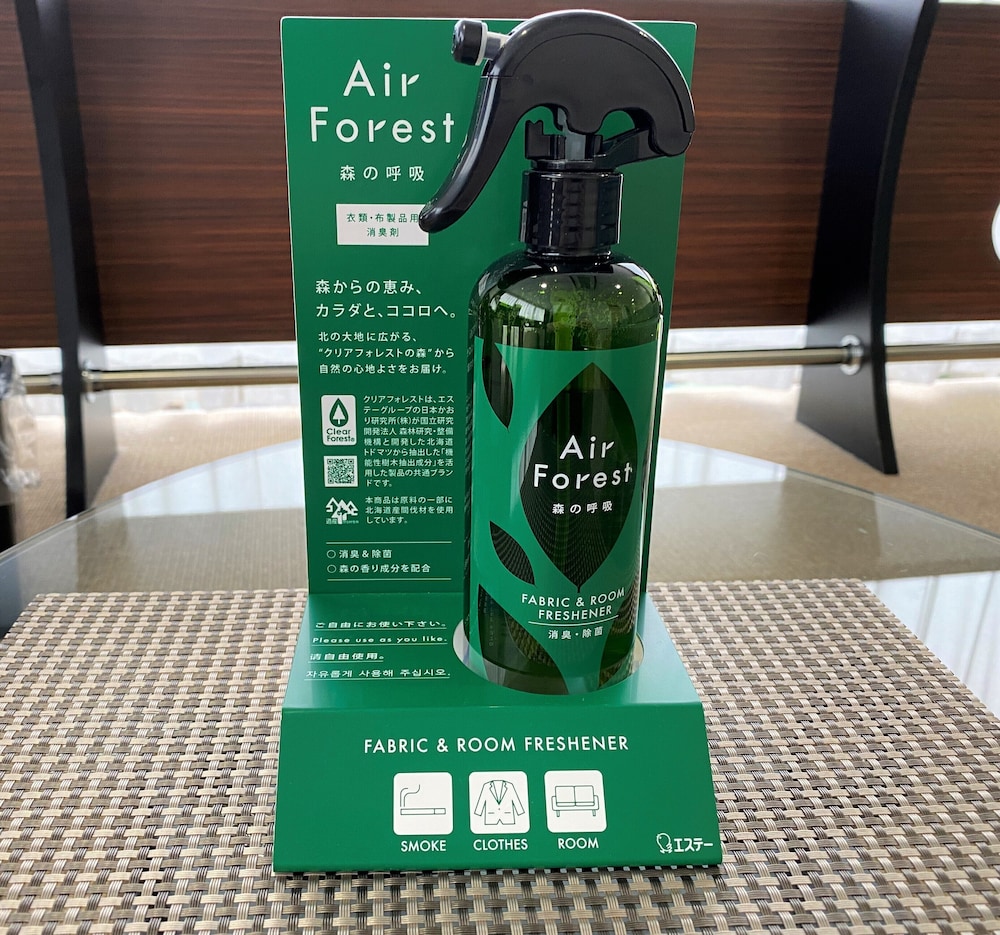 Air
Forest
森の呼吸
衣類・布製品用
消臭剤
森からの恵み、
カラダと、ココロへ。
北の大地に広がる、
“クリアフォレストの森”から
自然の心地よさをお届け。
Clear
Forest®
クリアフォレストは、エス
テーグループの日本かお
り研究所(株)が国立研究
開発法人 森林研究・整備
機構と開発した北海道
トドマツから抽出した「機
能性樹木抽出成分」を活
用した製品の共通ブラン
ドです。
本商品は原料の一部に
北海道産間伐材を使用
しています。
○ 消臭&除菌
○ 森の香り成分を配合
ご自由にお使い下さい。
Please use as you like.
请自由使用。
자유롭게 사용해 주십시오.
Air
Forest
森の呼吸
FABRIC & ROOM
FRESHENER
消臭・除菌
FABRIC & ROOM FRESHENER
SMOKE CLOTHES ROOM
エステー